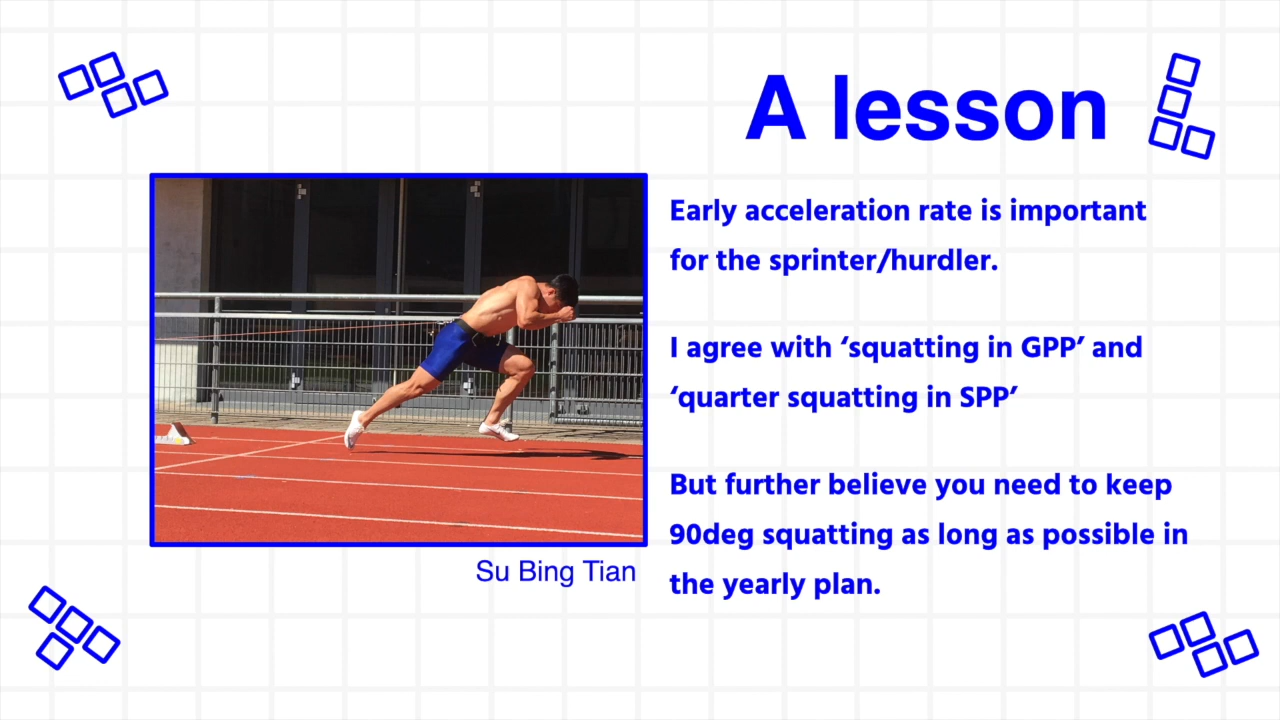 A lesson
Early acceleration rate is important
for the sprinter/hurdler.
I agree with ‘squatting in GPP’ and
‘quarter squatting in SPP’
But further believe you need to keep
90deg squatting as long as possible in
the yearly plan.
Su Bing Tian